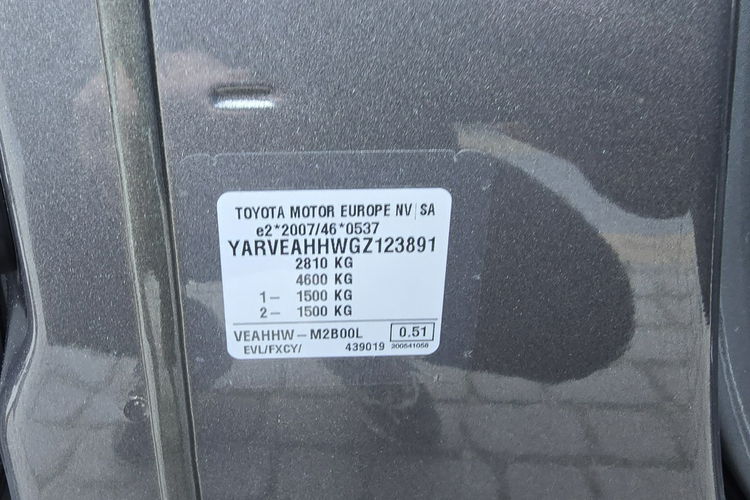 TOYOTA MOTOR EUROPE NV/SA
e2*2007/46*0537
YARVEAHHWGZ123891
2810 KG
4600 KG
1- 1500 KG
2- 1500 KG
VEAHHW-M2B00L 0.51
EVL/FXCY/ 439019 200541058